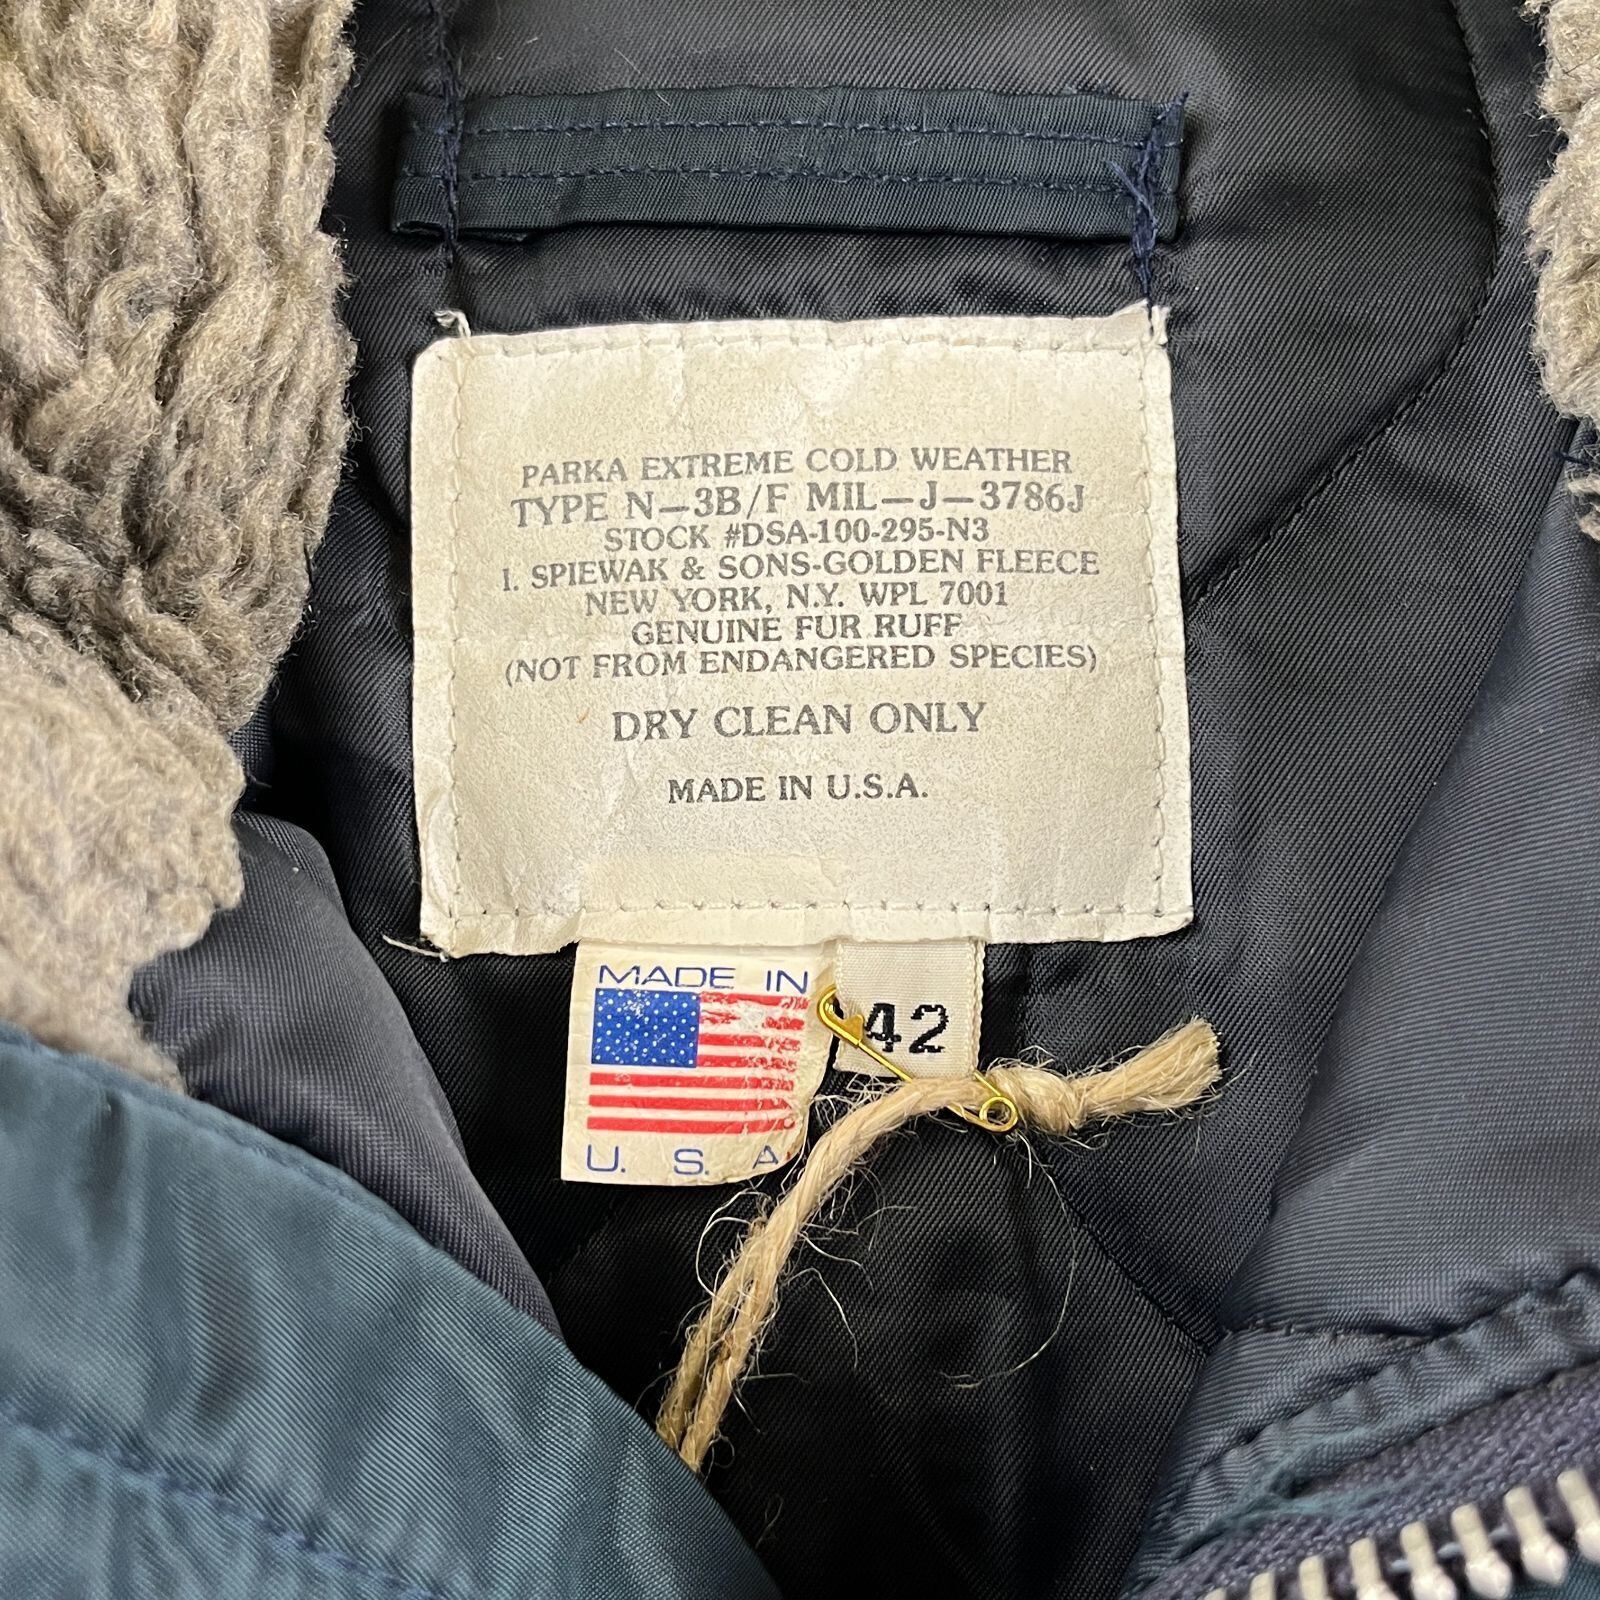 PARKA EXTREME COLD WEATHER
TYPE N-3B/F MIL-J-3786J
STOCK #DSA-100-295-N3
I. SPIEWAK & SONS-GOLDEN FLEECE
NEW YORK, N.Y. WPL 7001
GENUINE FUR RUFF
(NOT FROM ENDANGERED SPECIES)
DRY CLEAN ONLY
MADE IN U.S.A.
MADE IN
U. S. A.
42